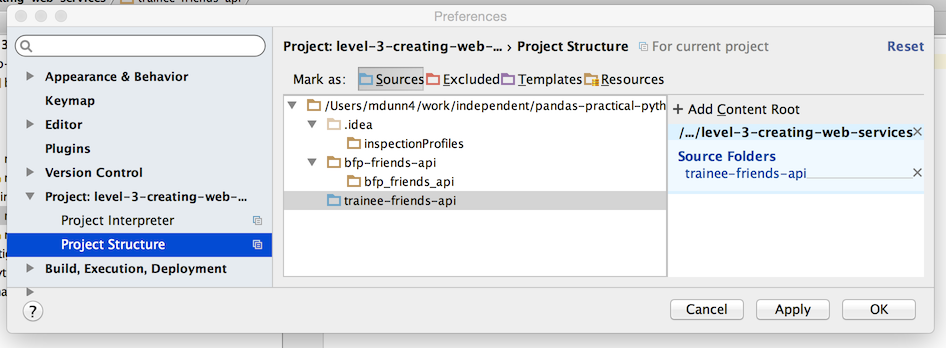 trainee-friends-api
Preferences
Project: level-3-creating-web-... › Project Structure
For current project
Reset
Appearance & Behavior
Keymap
Editor
Plugins
Version Control
Project: level-3-creating-web-...
Project Interpreter
Project Structure
Build, Execution, Deployment
?
Mark as: Sources Excluded Templates Resources
/Users/mdunn4/work/independent/pandas-practical-pyth
.idea
inspectionProfiles
bfp-friends-api
bfp_friends_api
trainee-friends-api
+ Add Content Root
/.../level-3-creating-web-services
Source Folders
trainee-friends-api
Cancel
Apply
OK